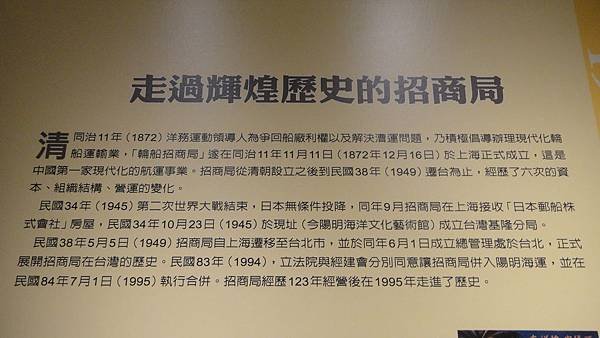 走過輝煌歷史的招商局
清同治11年(1872)洋務運動領導人為爭回船廠利權以及解決漕運問題,乃積極倡導辦理現代化輪
船運輸業,「輪船招商局」遂在同治11年11月11日(1872年12月16日)於上海正式成立,這是
中國第一家現代化的航運事業。招商局從清朝設立之後到民國38年(1949)遷台為止,經歷了六次的資
本、組織結構、營運的變化。
民國34年(1945)第二次世界大戰結束,日本無條件投降,同年9月招商局在上海接收「日本郵船株
式會社」房屋,民國34年10月23日(1945)於現址(今陽明海洋文化藝術館)成立台灣基隆分局。
民國38年5月5日(1949)招商局自上海遷移至台北市,並於同年6月1日成立總管理處於台北,正式
展開招商局在台灣的歷史。民國83年(1994),立法院與經建會分別同意讓招商局併入陽明海運,並在
民國84年7月1日(1995)執行合併。招商局經歷123年經營後在1995年走進了歷史。